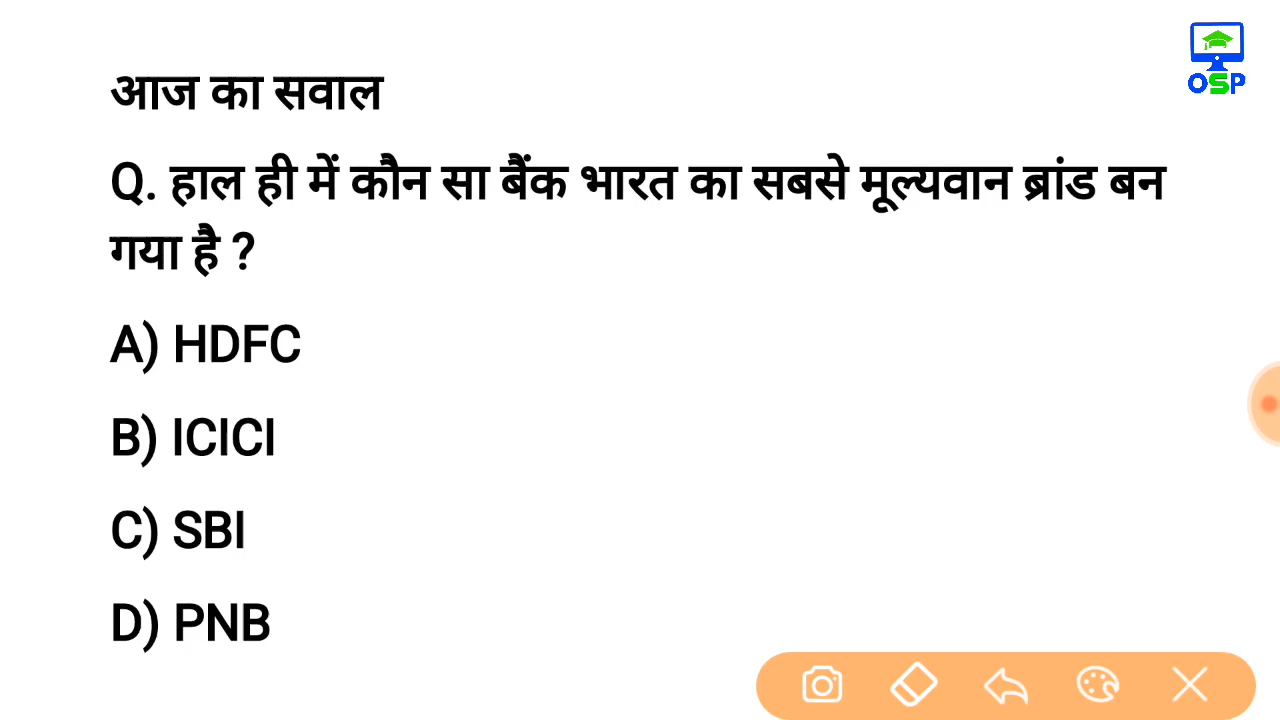 OSP
आज का सवाल
Q. हाल ही में कौन सा बैंक भारत का सबसे मूल्यवान ब्रांड बन
गया है ?
A) HDFC
B) ICICI
C) SBI
D) PNB